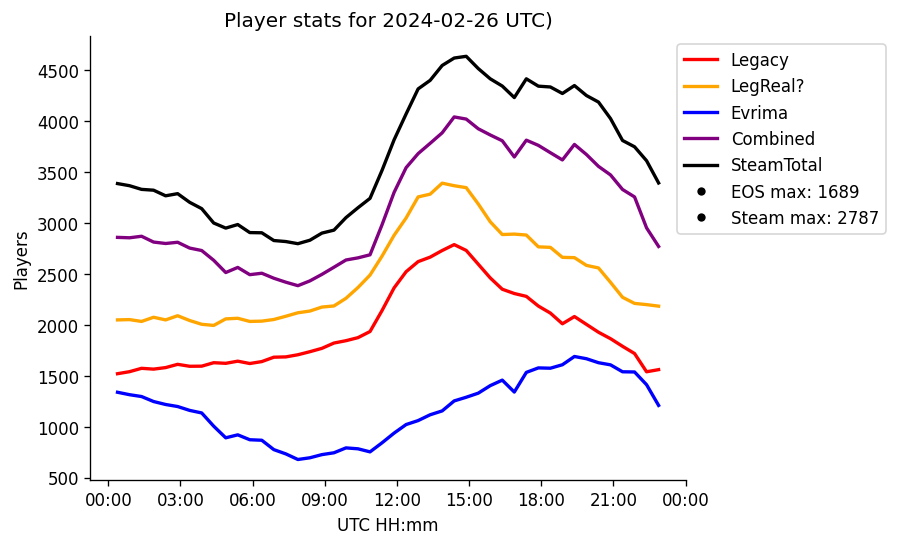 Player stats for 2024-02-26 UTC)
Legacy
LegReal?
Evrima
Combined
SteamTotal
EOS max: 1689
Steam max: 2787
Players
4500
4000
3500
3000
2500
2000
1500
1000
500
00:00 03:00 06:00 09:00 12:00 15:00 18:00 21:00 00:00
UTC HH:mm